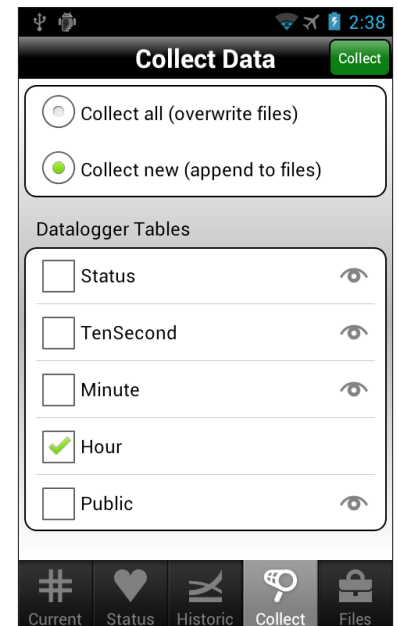 2:38
Collect Data
Collect
Collect all (overwrite files)
Collect new (append to files)
Datalogger Tables
Status
TenSecond
Minute
Hour
Public
Current Status Historic Collect Files